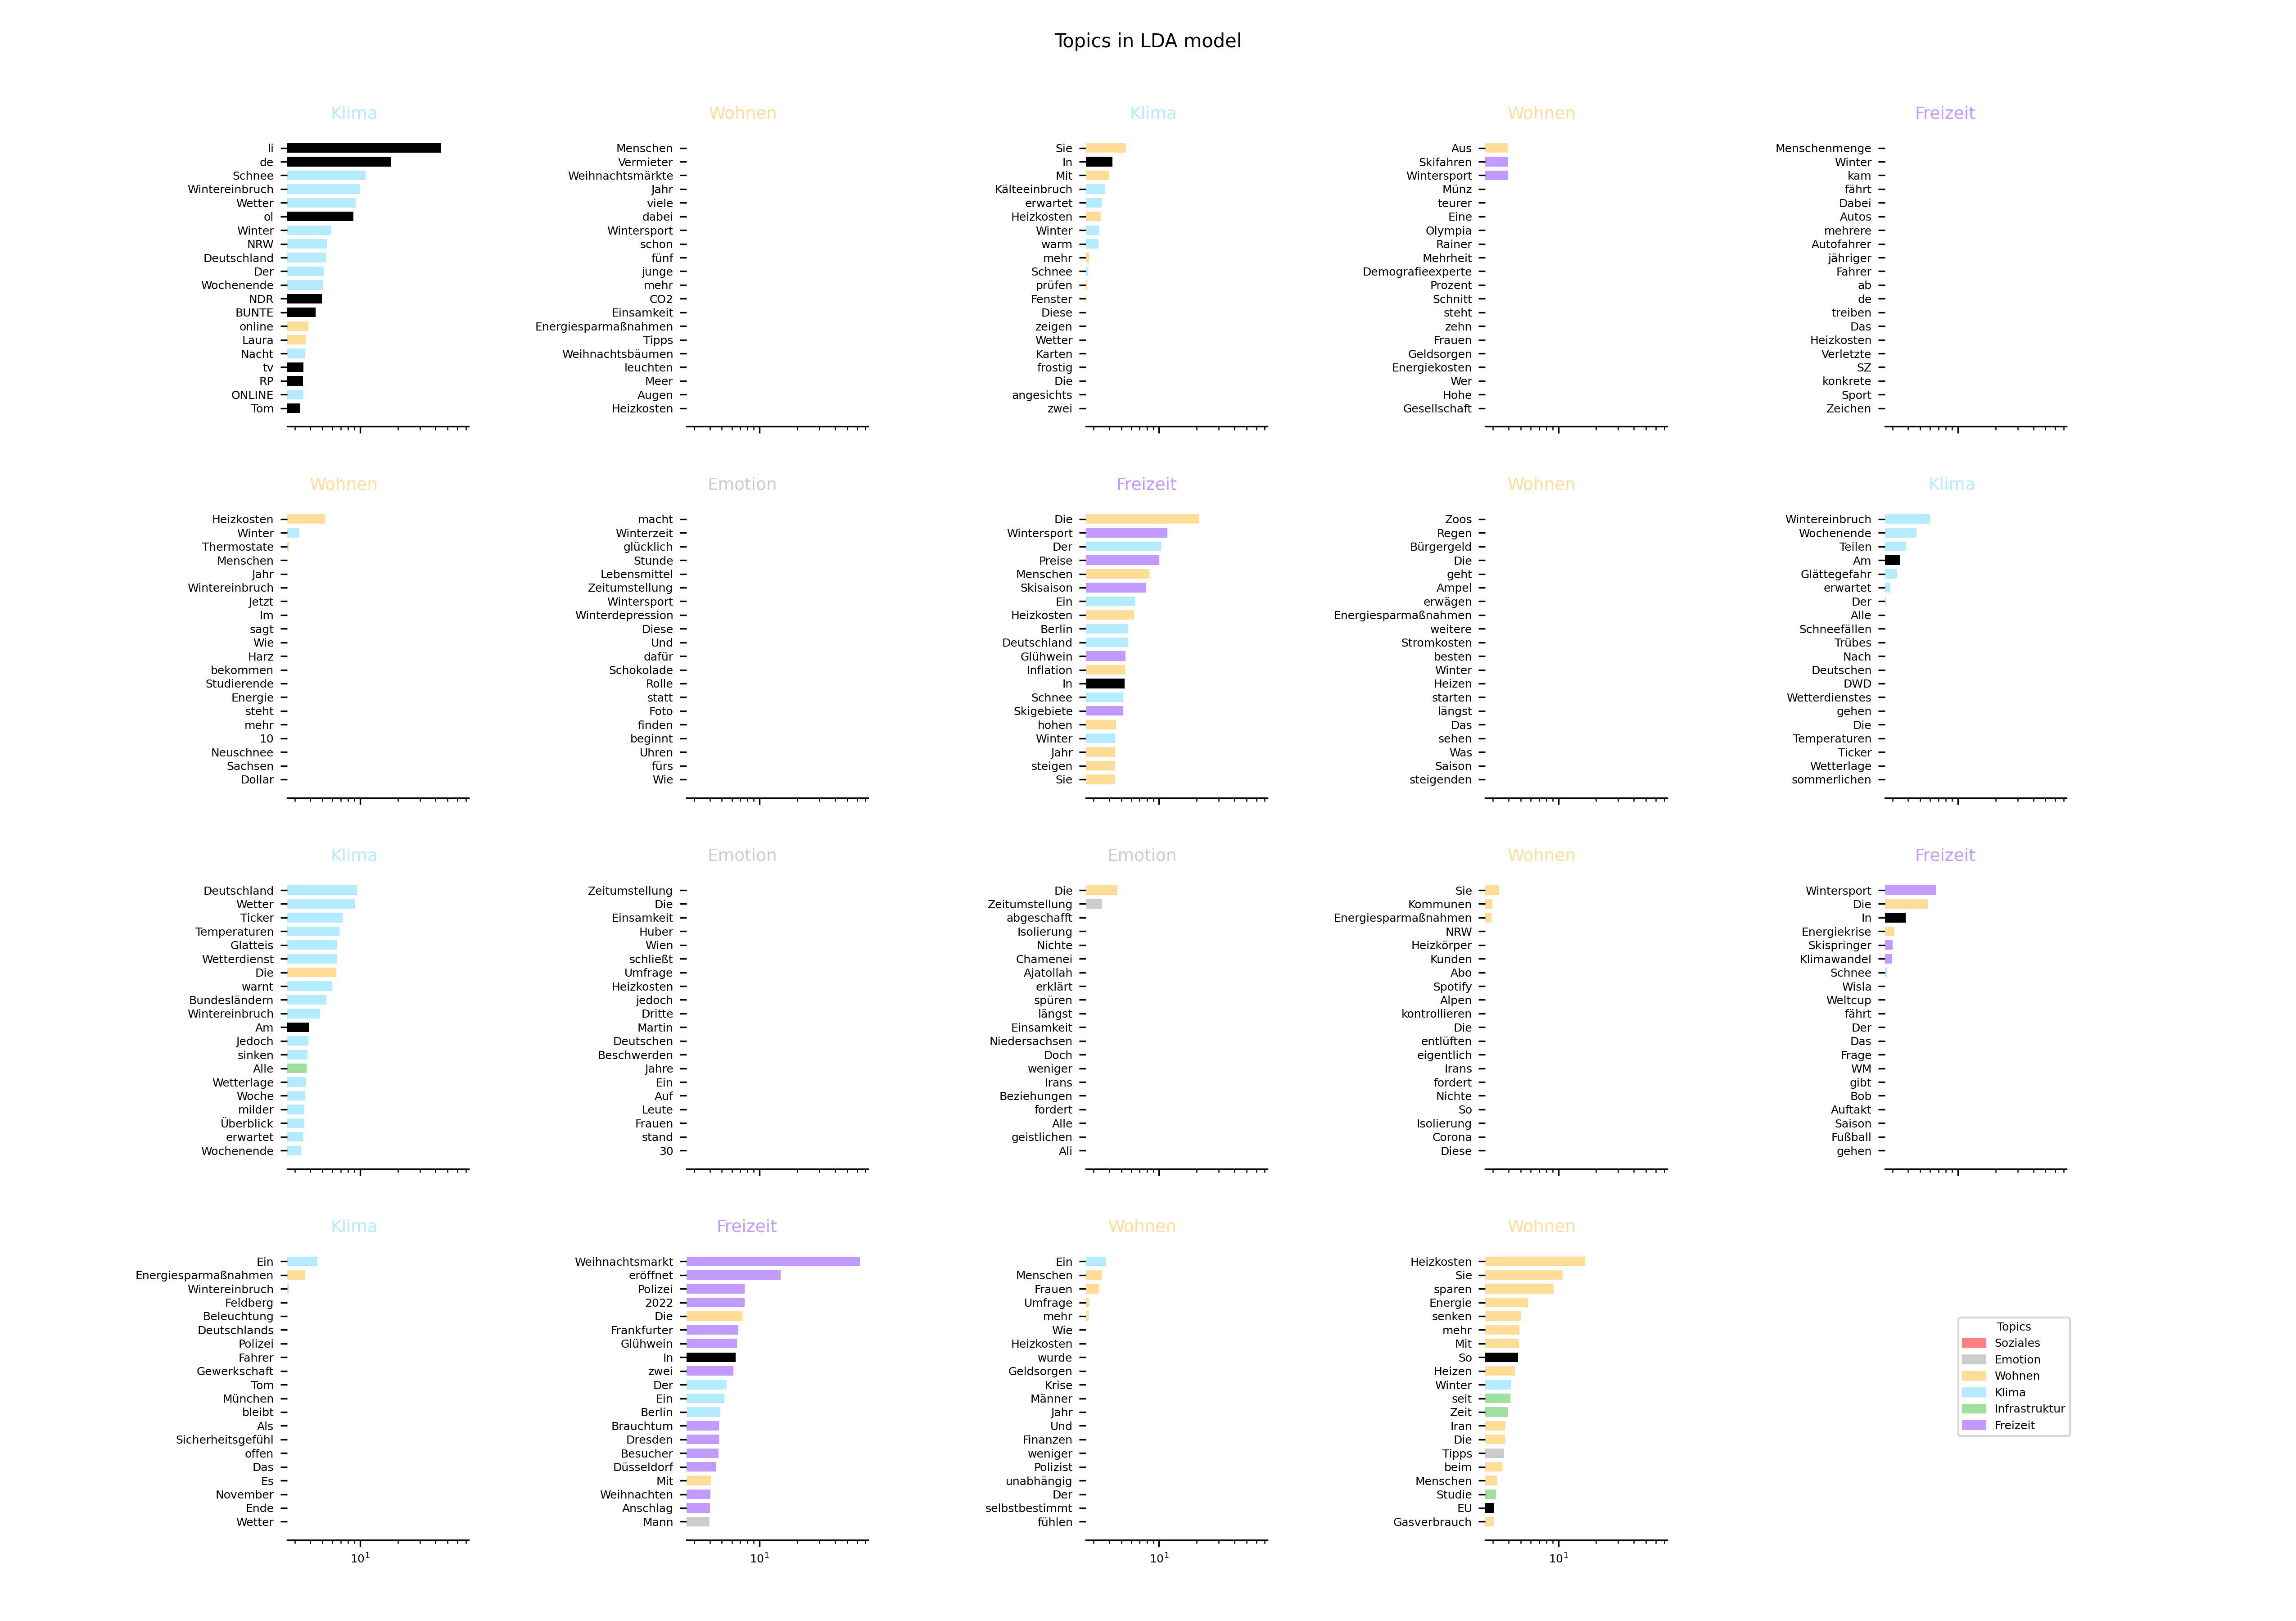 Topics in LDA model
Klima
li
de
Schnee
Wintereinbruch
Wetter
ol
Winter
NRW
Deutschland
Der
Wochenende
NDR
BUNTE
online
Laura
Nacht
tv
RP
ONLINE
Tom
Wohnen
Menschen
Vermieter
Weihnachtsmärkte
Jahr
viele
dabei
Wintersport
schon
fünf
junge
mehr
CO2
Einsamkeit
Energiesparmaßnahmen
Tipps
Weihnachtsbäumen
leuchten
Meer
Augen
Heizkosten
Klima
Sie
In
Mit
Kälteeinbruch
erwartet
Heizkosten
Winter
warm
mehr
Schnee
prüfen
Fenster
Diese
zeigen
Wetter
Karten
frostig
Die
angesichts
zwei
Wohnen
Aus
Skifahren
Wintersport
Münz
teurer
Eine
Olympia
Rainer
Mehrheit
Demografieexperte
Prozent
Schnitt
steht
zehn
Frauen
Geldsorgen
Energiekosten
Wer
Hohe
Gesellschaft
Freizeit
Menschenmenge
Winter
kam
fährt
Dabei
Autos
mehrere
Autofahrer
jähriger
Fahrer
ab
de
treiben
Das
Heizkosten
Verletzte
SZ
konkrete
Sport
Zeichen
Wohnen
Heizkosten
Winter
Thermostate
Menschen
Jahr
Wintereinbruch
Jetzt
Im
sagt
Wie
Harz
bekommen
Studierende
Energie
steht
mehr
10
Neuschnee
Sachsen
Dollar
Emotion
macht
Winterzeit
glücklich
Stunde
Lebensmittel
Zeitumstellung
Wintersport
Winterdepression
Diese
Und
dafür
Schokolade
Rolle
statt
Foto
finden
beginnt
Uhren
fürs
Wie
Freizeit
Die
Wintersport
Der
Preise
Menschen
Skisaison
Ein
Heizkosten
Berlin
Deutschland
Glühwein
Inflation
In
Schnee
Skigebiete
hohen
Winter
Jahr
steigen
Sie
Wohnen
Zoos
Regen
Bürgergeld
Die
geht
Ampel
erwägen
Energiesparmaßnahmen
weitere
Stromkosten
besten
Winter
Heizen
starten
längst
Das
sehen
Was
Saison
steigenden
Klima
Wintereinbruch
Wochenende
Teilen
Am
Glättegefahr
erwartet
Der
Alle
Schneefällen
Trübes
Nach
Deutschen
DWD
Wetterdienstes
gehen
Die
Temperaturen
Ticker
Wetterlage
sommerlichen
Klima
Deutschland
Wetter
Ticker
Temperaturen
Glatteis
Wetterdienst
Die
warnt
Bundesländern
Wintereinbruch
Am
Jedoch
sinken
Alle
Wetterlage
Woche
milder
Überblick
erwartet
Wochenende
Emotion
Zeitumstellung
Die
Einsamkeit
Huber
Wien
schließt
Umfrage
Heizkosten
jedoch
Dritte
Martin
Deutschen
Beschwerden
Jahre
Ein
Auf
Leute
Frauen
stand
30
Emotion
Die
Zeitumstellung
abgeschafft
Isolierung
Nichte
Chamenei
Ajatollah
erklärt
spüren
längst
Einsamkeit
Niedersachsen
Doch
weniger
Irans
Beziehungen
fordert
Alle
geistlichen
Ali
Wohnen
Sie
Kommunen
Energiesparmaßnahmen
NRW
Heizkörper
Kunden
Abo
Spotify
Alpen
kontrollieren
Die
entlüften
eigentlich
Irans
fordert
Nichte
So
Isolierung
Corona
Diese
Freizeit
Wintersport
Die
In
Energiekrise
Skispringer
Klimawandel
Schnee
Wisla
Weltcup
fährt
Der
Das
Frage
WM
gibt
Bob
Auftakt
Saison
Fußball
gehen
Klima
Ein
Energiesparmaßnahmen
Wintereinbruch
Feldberg
Beleuchtung
Deutschlands
Polizei
Fahrer
Gewerkschaft
Tom
München
bleibt
Als
Sicherheitsgefühl
offen
Das
Es
November
Ende
Wetter
10¹
Freizeit
Weihnachtsmarkt
eröffnet
Polizei
2022
Die
Frankfurter
Glühwein
In
zwei
Der
Ein
Berlin
Brauchtum
Dresden
Besucher
Düsseldorf
Mit
Weihnachten
Anschlag
Mann
10¹
Wohnen
Ein
Menschen
Frauen
Umfrage
mehr
Wie
Heizkosten
wurde
Geldsorgen
Krise
Männer
Jahr
Und
Finanzen
weniger
Polizist
unabhängig
Der
selbstbestimmt
fühlen
10¹
Wohnen
Heizkosten
Sie
sparen
Energie
senken
mehr
Mit
So
Heizen
Winter
seit
Zeit
Iran
Die
Tipps
beim
Menschen
Studie
EU
Gasverbrauch
10¹
Topics
Soziales
Emotion
Wohnen
Klima
Infrastruktur
Freizeit